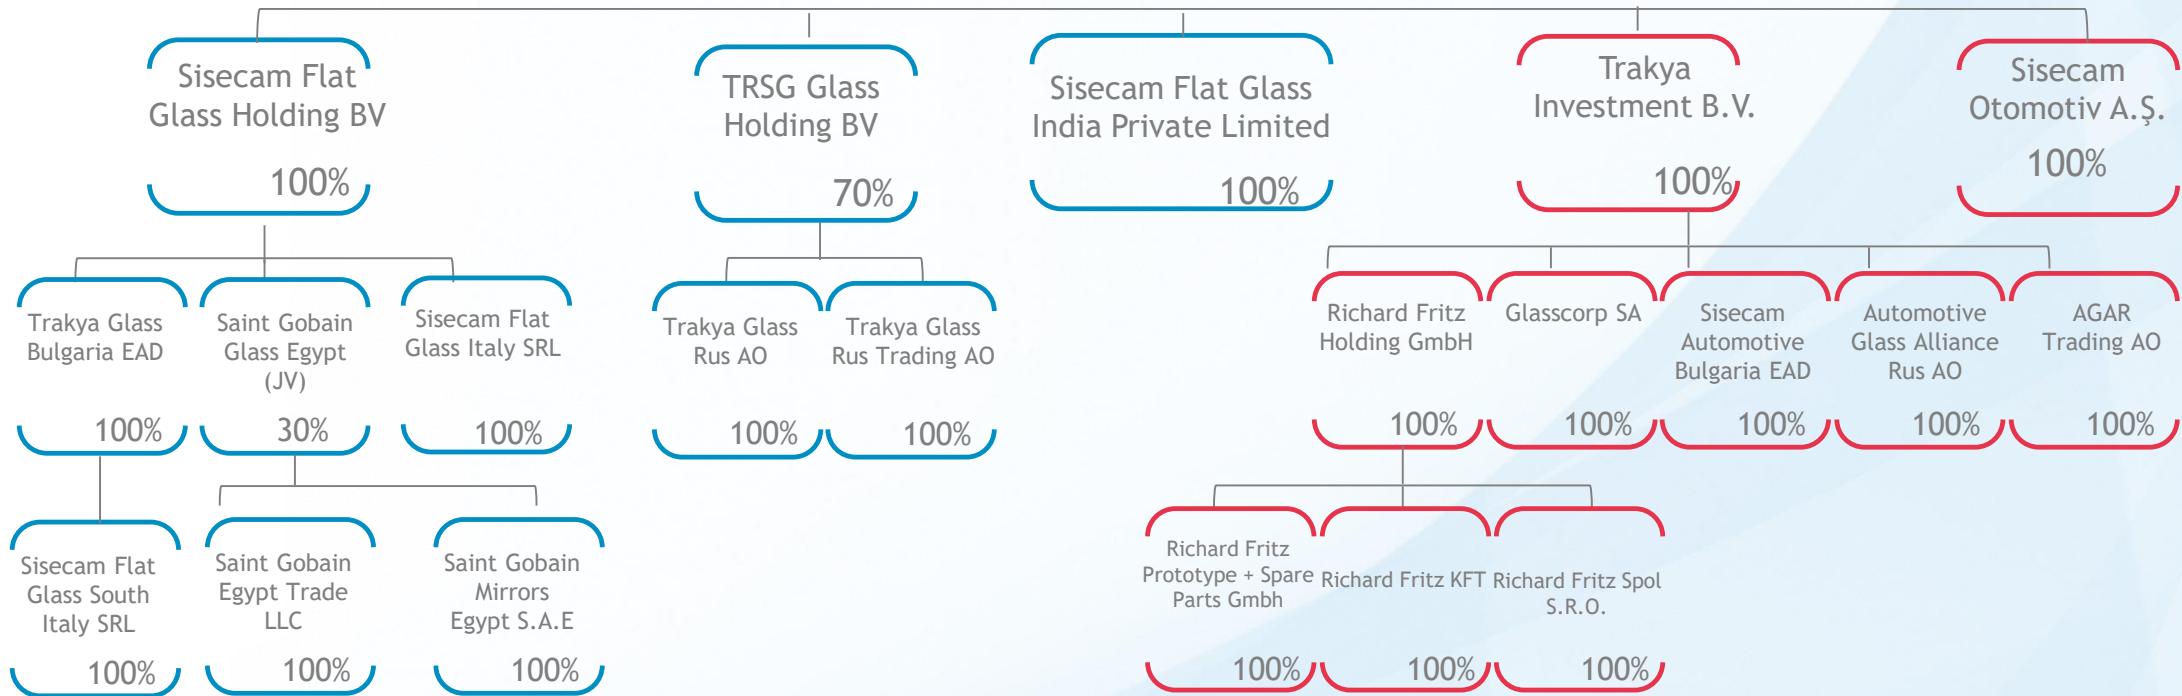 Sisecam Flat
Glass Holding BV
100%
TRSG Glass
Holding BV
70%
Sisecam Flat Glass
India Private Limited
100%
Trakya
Investment B.V.
100%
Sisecam
Otomotiv A.Ş.
100%
Trakya Glass
Bulgaria EAD
100%
Saint Gobain
Glass Egypt
(JV)
30%
Sisecam Flat
Glass Italy SRL
100%
Trakya Glass
Rus AO
100%
Trakya Glass
Rus Trading AO
100%
Richard Fritz
Holding GmbH
100%
Glasscorp SA
100%
Sisecam
Automotive
Bulgaria EAD
100%
Automotive
Glass Alliance
Rus AO
100%
AGAR
Trading AO
100%
Sisecam Flat
Glass South
Italy SRL
100%
Saint Gobain
Egypt Trade
LLC
100%
Saint Gobain
Mirrors
Egypt S.A.E
100%
Richard Fritz
Prototype + Spare
Parts Gmbh
100%
Richard Fritz KFT
100%
Richard Fritz Spol
S.R.O.
100%